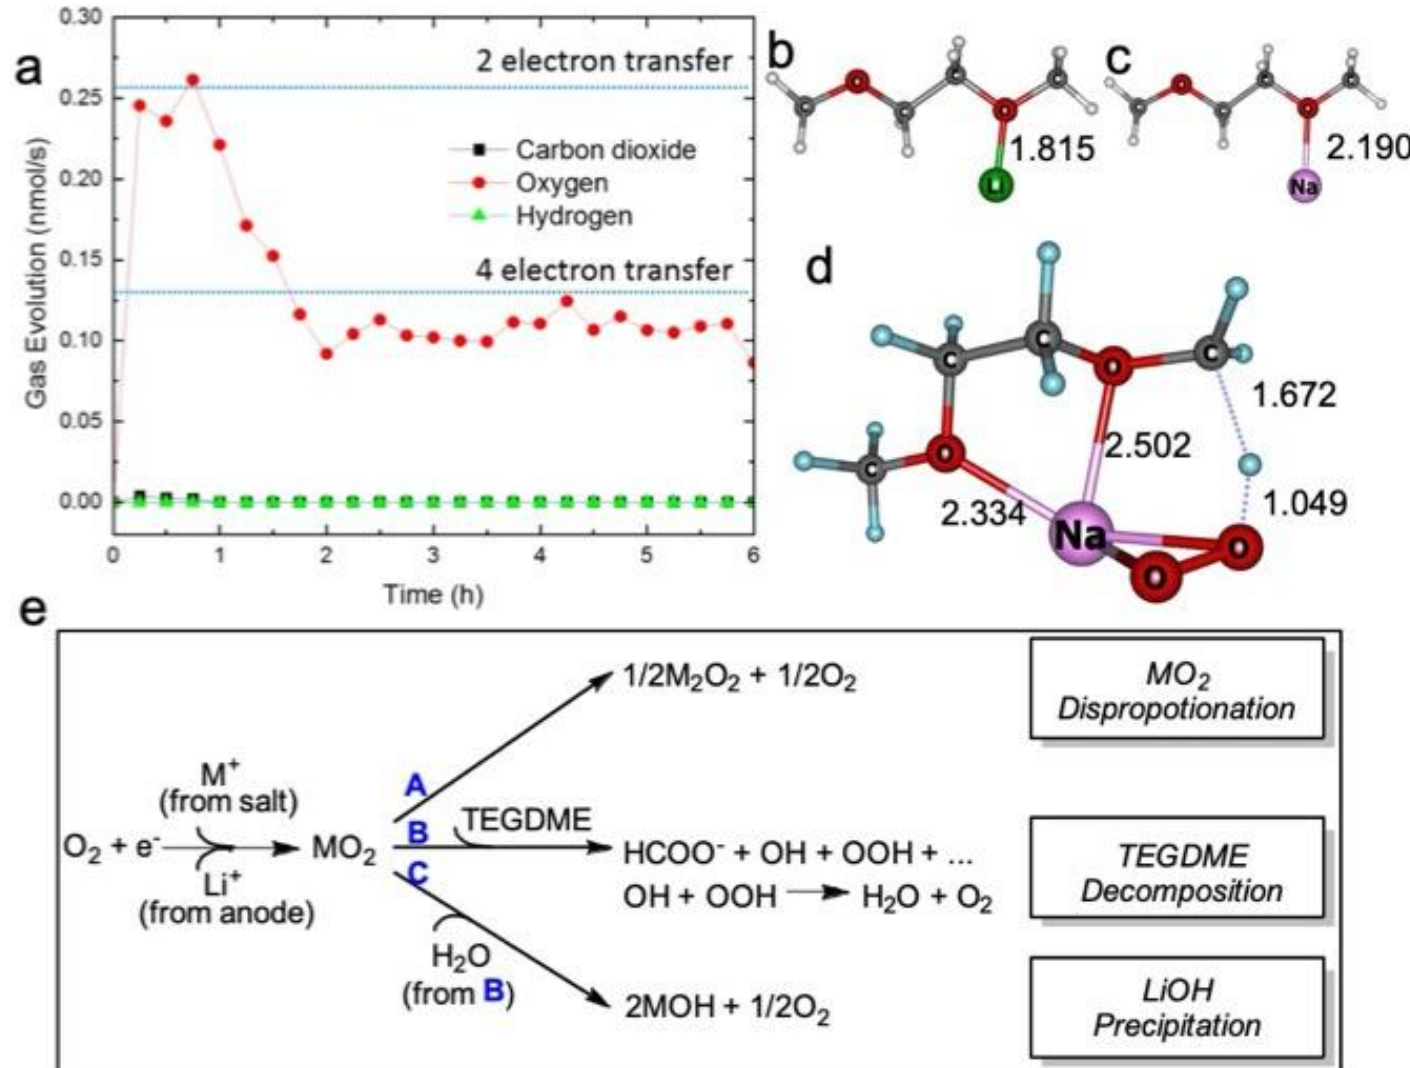 a
0.30
0.25
0.20
0.15
0.10
0.05
0.00
Gas Evolution (nmol/s)
2 electron transfer
Carbon dioxide
Oxygen
Hydrogen
4 electron transfer
0 1 2 3 4 5 6
Time (h)
b
C O C C O C
1.815
Li
c
C O C C O C
2.190
Na
d
C C O C
O C
1.672
2.502
1.049
2.334
Na
O O
e
O₂ + e⁻
M⁺
(from salt)
Li⁺
(from anode)
MO₂
A
1/2M₂O₂ + 1/2O₂
MO₂
Dispropotionation
B
TEGDME
HCOO⁻ + OH + OOH + ...
OH + OOH → H₂O + O₂
TEGDME
Decomposition
C
H₂O
(from B)
2MOH + 1/2O₂
LiOH
Precipitation